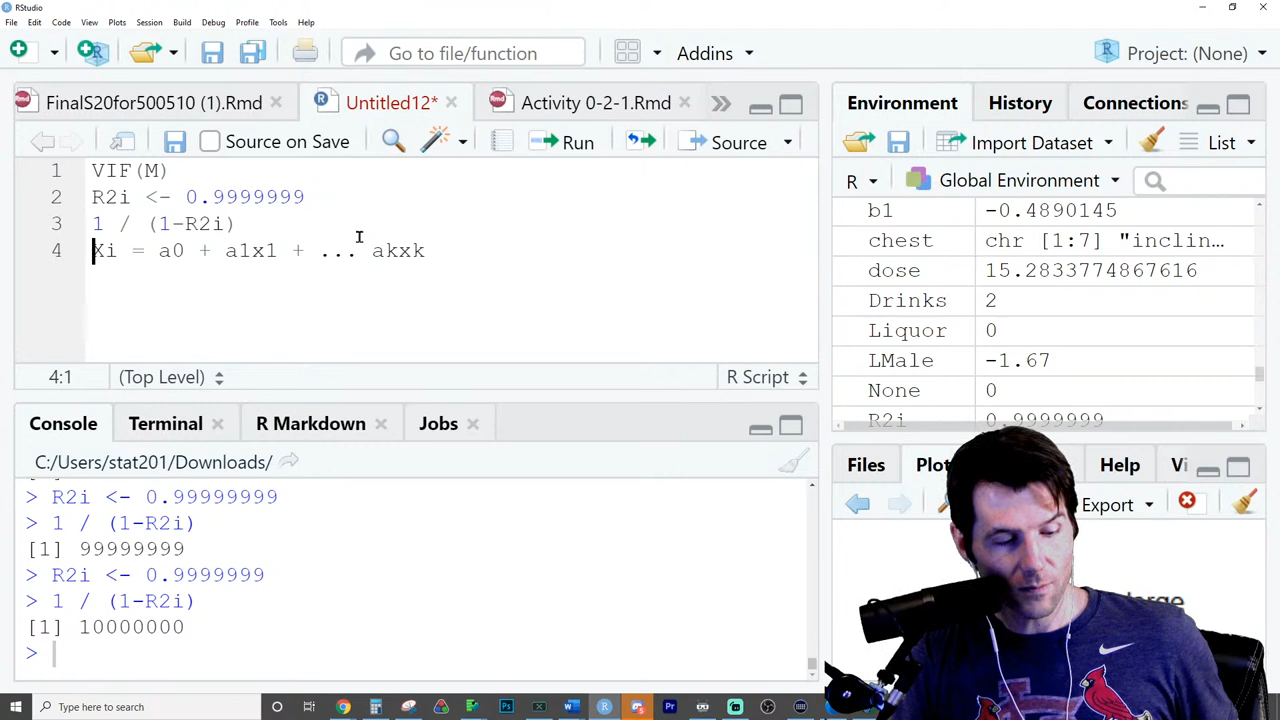 RStudio
File Edit Code View Plots Session Build Debug Profile Tools Help
Go to file/function Addins Project: (None)
FinalS20for500510 (1).Rmd Untitled12* Activity 0-2-1.Rmd
Source on Save Run Source
1 VIF(M)
2 R2i <- 0.9999999
3 1 / (1-R2i)
4 Xi = a0 + a1x1 + ... akxk
4:1 (Top Level) R Script
Console Terminal R Markdown Jobs
C:/Users/stat201/Downloads/
> R2i <- 0.99999999
> 1 / (1-R2i)
[1] 99999999
> R2i <- 0.9999999
> 1 / (1-R2i)
[1] 10000000
>
Environment History Connections
Import Dataset List
R Global Environment
b1 -0.4890145
chest chr [1:7] "inclin...
dose 15.2833774867616
Drinks 2
Liquor 0
LMale -1.67
None 0
R2i 0.9999999
Files Plot Help Vi
Export
large
Type here to search